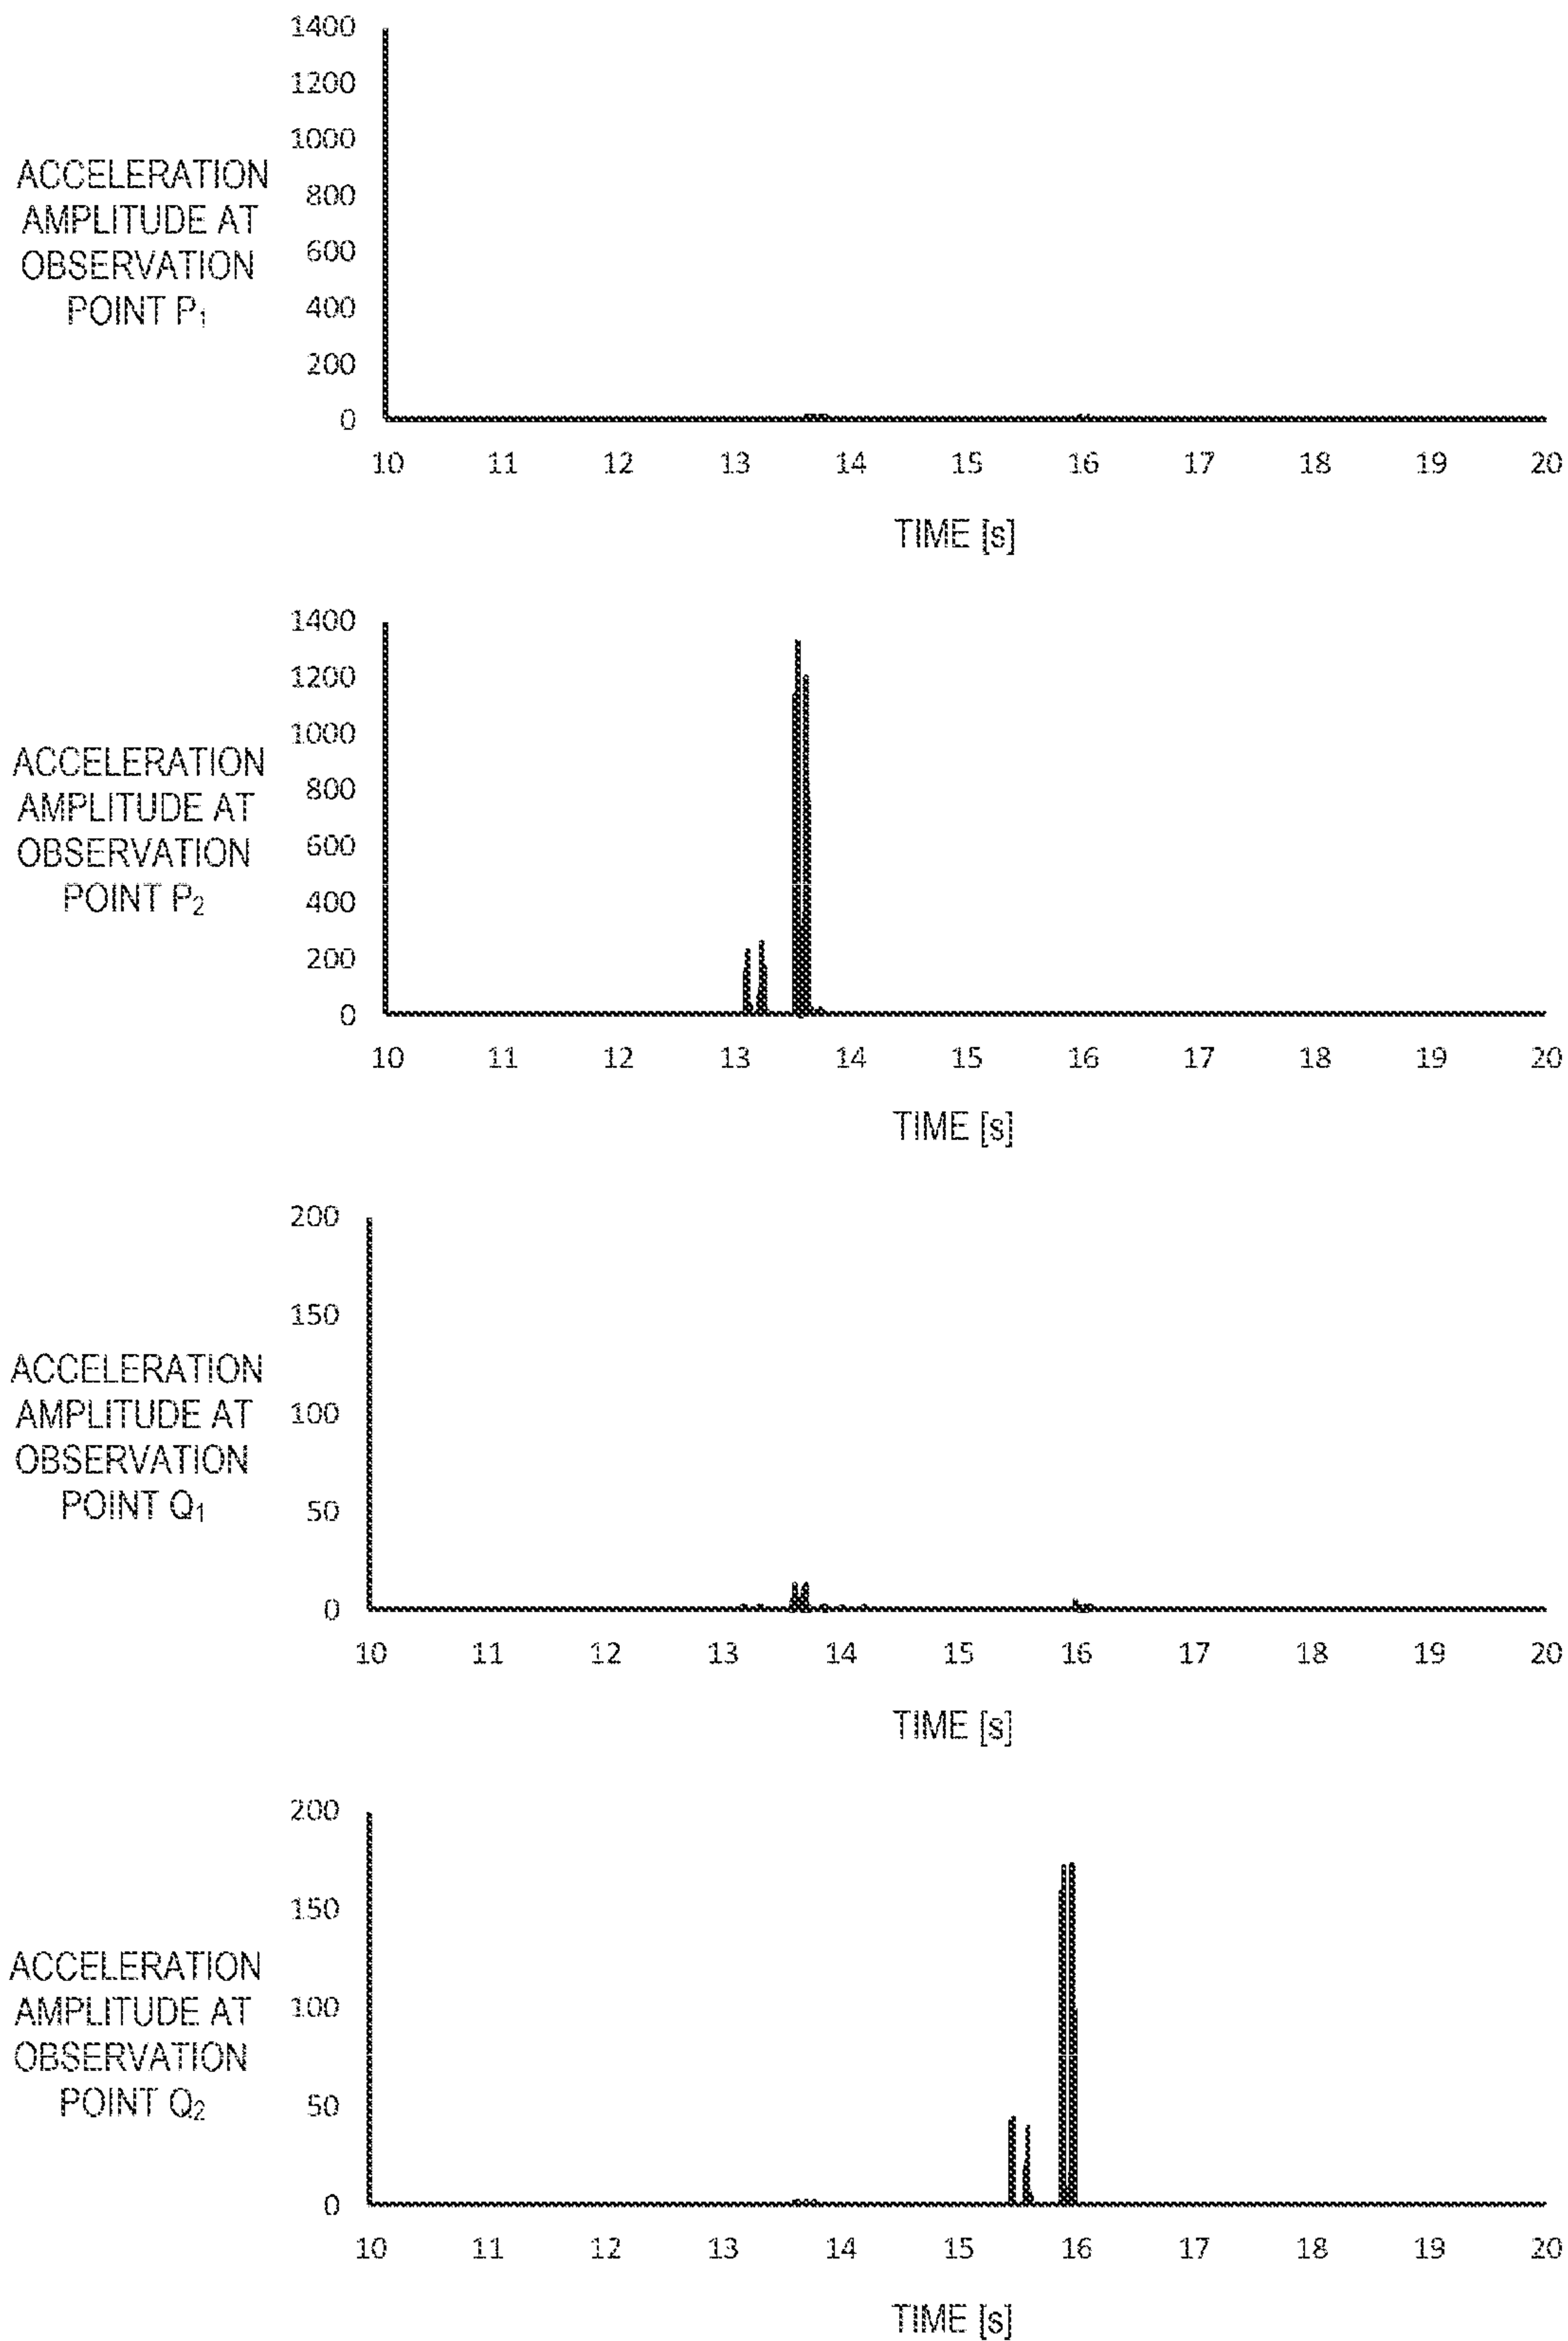 1400
1200
1000
800
600
400
200
0
ACCELERATION
AMPLITUDE AT
OBSERVATION
POINT P1
10 11 12 13 14 15 16 17 18 19 20
TIME [s]
1400
1200
1000
800
600
400
200
0
ACCELERATION
AMPLITUDE AT
OBSERVATION
POINT P2
10 11 12 13 14 15 16 17 18 19 20
TIME [s]
200
150
100
50
0
ACCELERATION
AMPLITUDE AT
OBSERVATION
POINT Q1
10 11 12 13 14 15 16 17 18 19 20
TIME [s]
200
150
100
50
0
ACCELERATION
AMPLITUDE AT
OBSERVATION
POINT Q2
10 11 12 13 14 15 16 17 18 19 20
TIME [s]